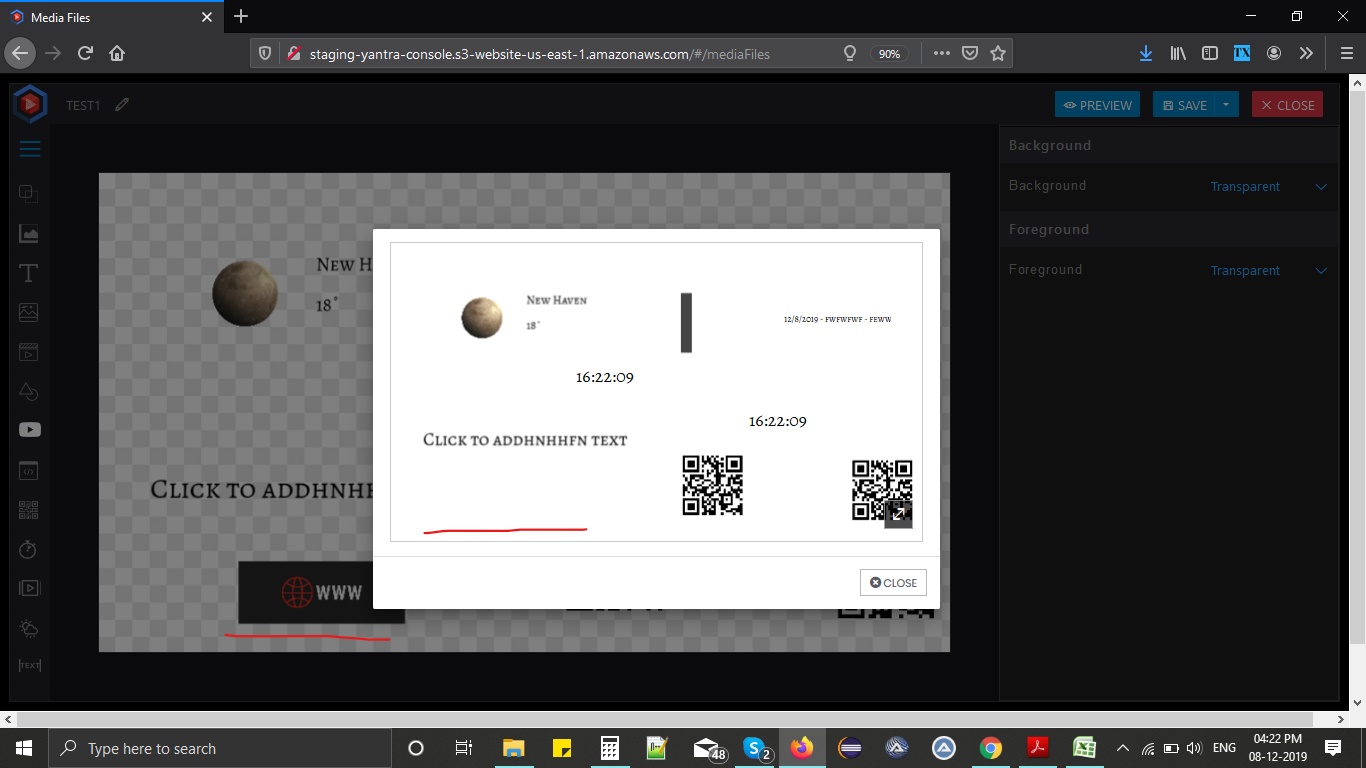 Media Files
staging-yantra-console.s3-website-us-east-1.amazonaws.com/#/mediaFiles
90%
TEST1
PREVIEW
SAVE
CLOSE
Background
Background
Transparent
Foreground
Foreground
Transparent
New H
18°
Click to addhnhh
WWW
New Haven
18°
12/8/2019 - fwfwfwf - feww
16:22:09
16:22:09
Click to addhnhhfn text
CLOSE
TEXT
Type here to search
48
2
ENG
04:22 PM
08-12-2019